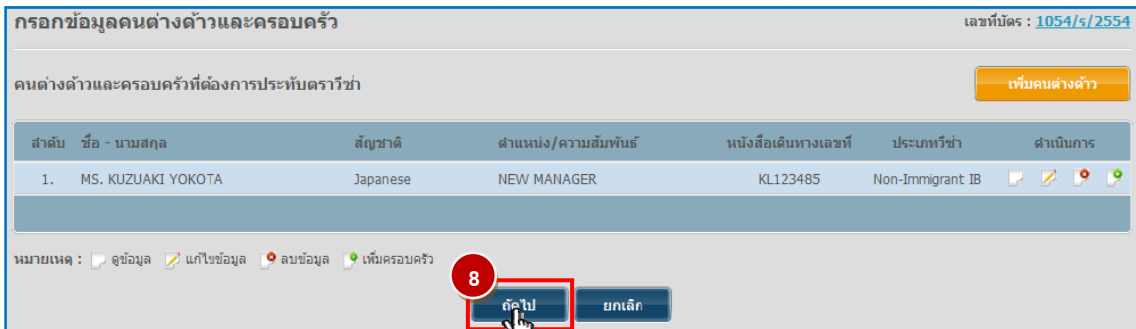 กรอกข้อมูลคนต่างด้าวและครอบครัว เลขที่บัตร : 1054/ร/2554
คนต่างด้าวและครอบครัวที่ต้องการประทับตราวีซ่า เพิ่มคนต่างด้าว
ลำดับ ชื่อ - นามสกุล สัญชาติ ตำแหน่ง/ความสัมพันธ์ หนังสือเดินทางเลขที่ ประเภทวีซ่า ดำเนินการ
1. MS. KUZUAKI YOKOTA Japanese NEW MANAGER KL123485 Non-Immigrant IB
หมายเหตุ : ดูข้อมูล แก้ไขข้อมูล ลบข้อมูล เพิ่มครอบครัว
8
ถัดไป ยกเลิก